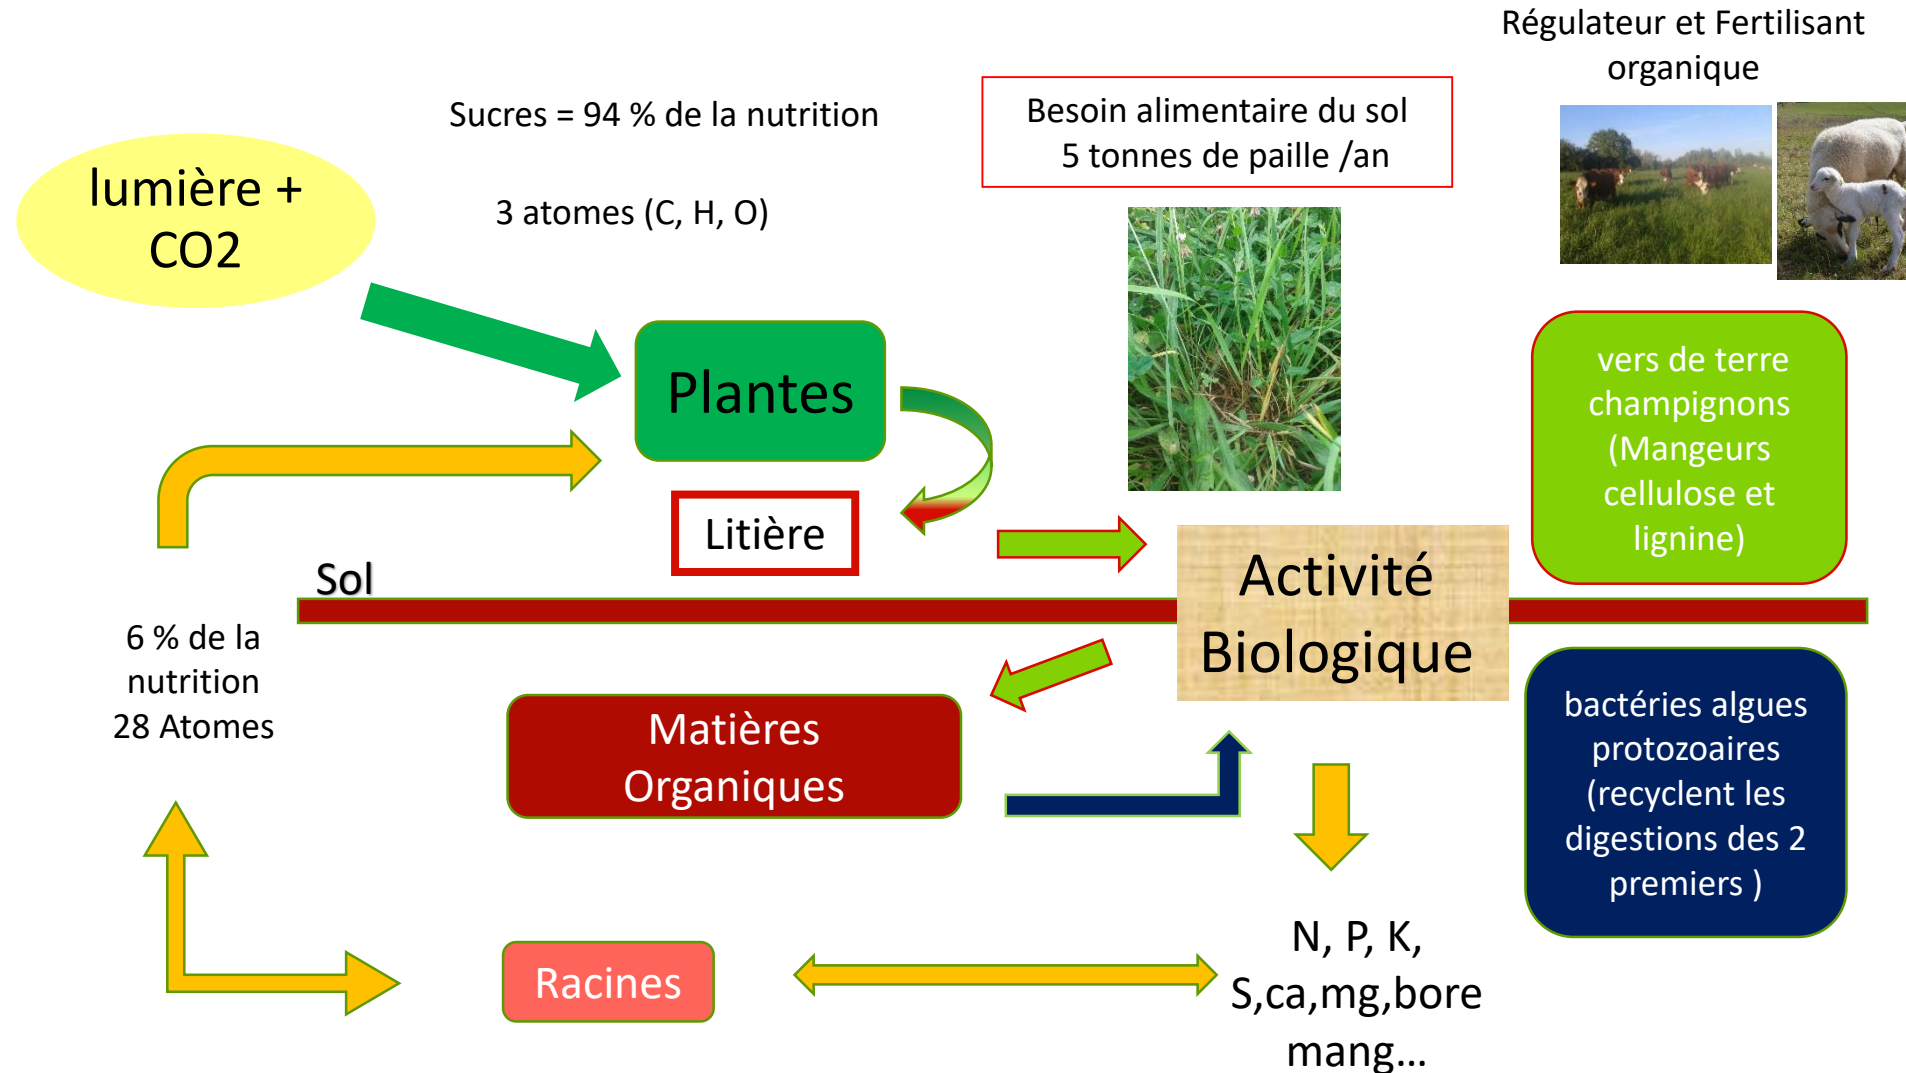 Régulateur et Fertilisant
organique
Sucres = 94 % de la nutrition
3 atomes (C, H, O)
Besoin alimentaire du sol
5 tonnes de paille /an
lumière +
CO2
Plantes
vers de terre
champignons
(Mangeurs
cellulose et
lignine)
Litière
Sol
Activité
Biologique
6 % de la
nutrition
28 Atomes
Matières
Organiques
bactéries algues
protozoaires
(recyclent les
digestions des 2
premiers )
Racines
N, P, K,
S,ca,mg,bore
mang...